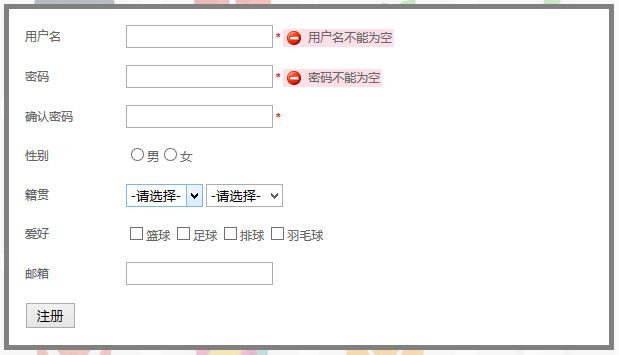 用户名 * 用户名不能为空
密码 * 密码不能为空
确认密码 *
性别 男 女
籍贯 -请选择- -请选择-
爱好 篮球 足球 排球 羽毛球
邮箱
注册